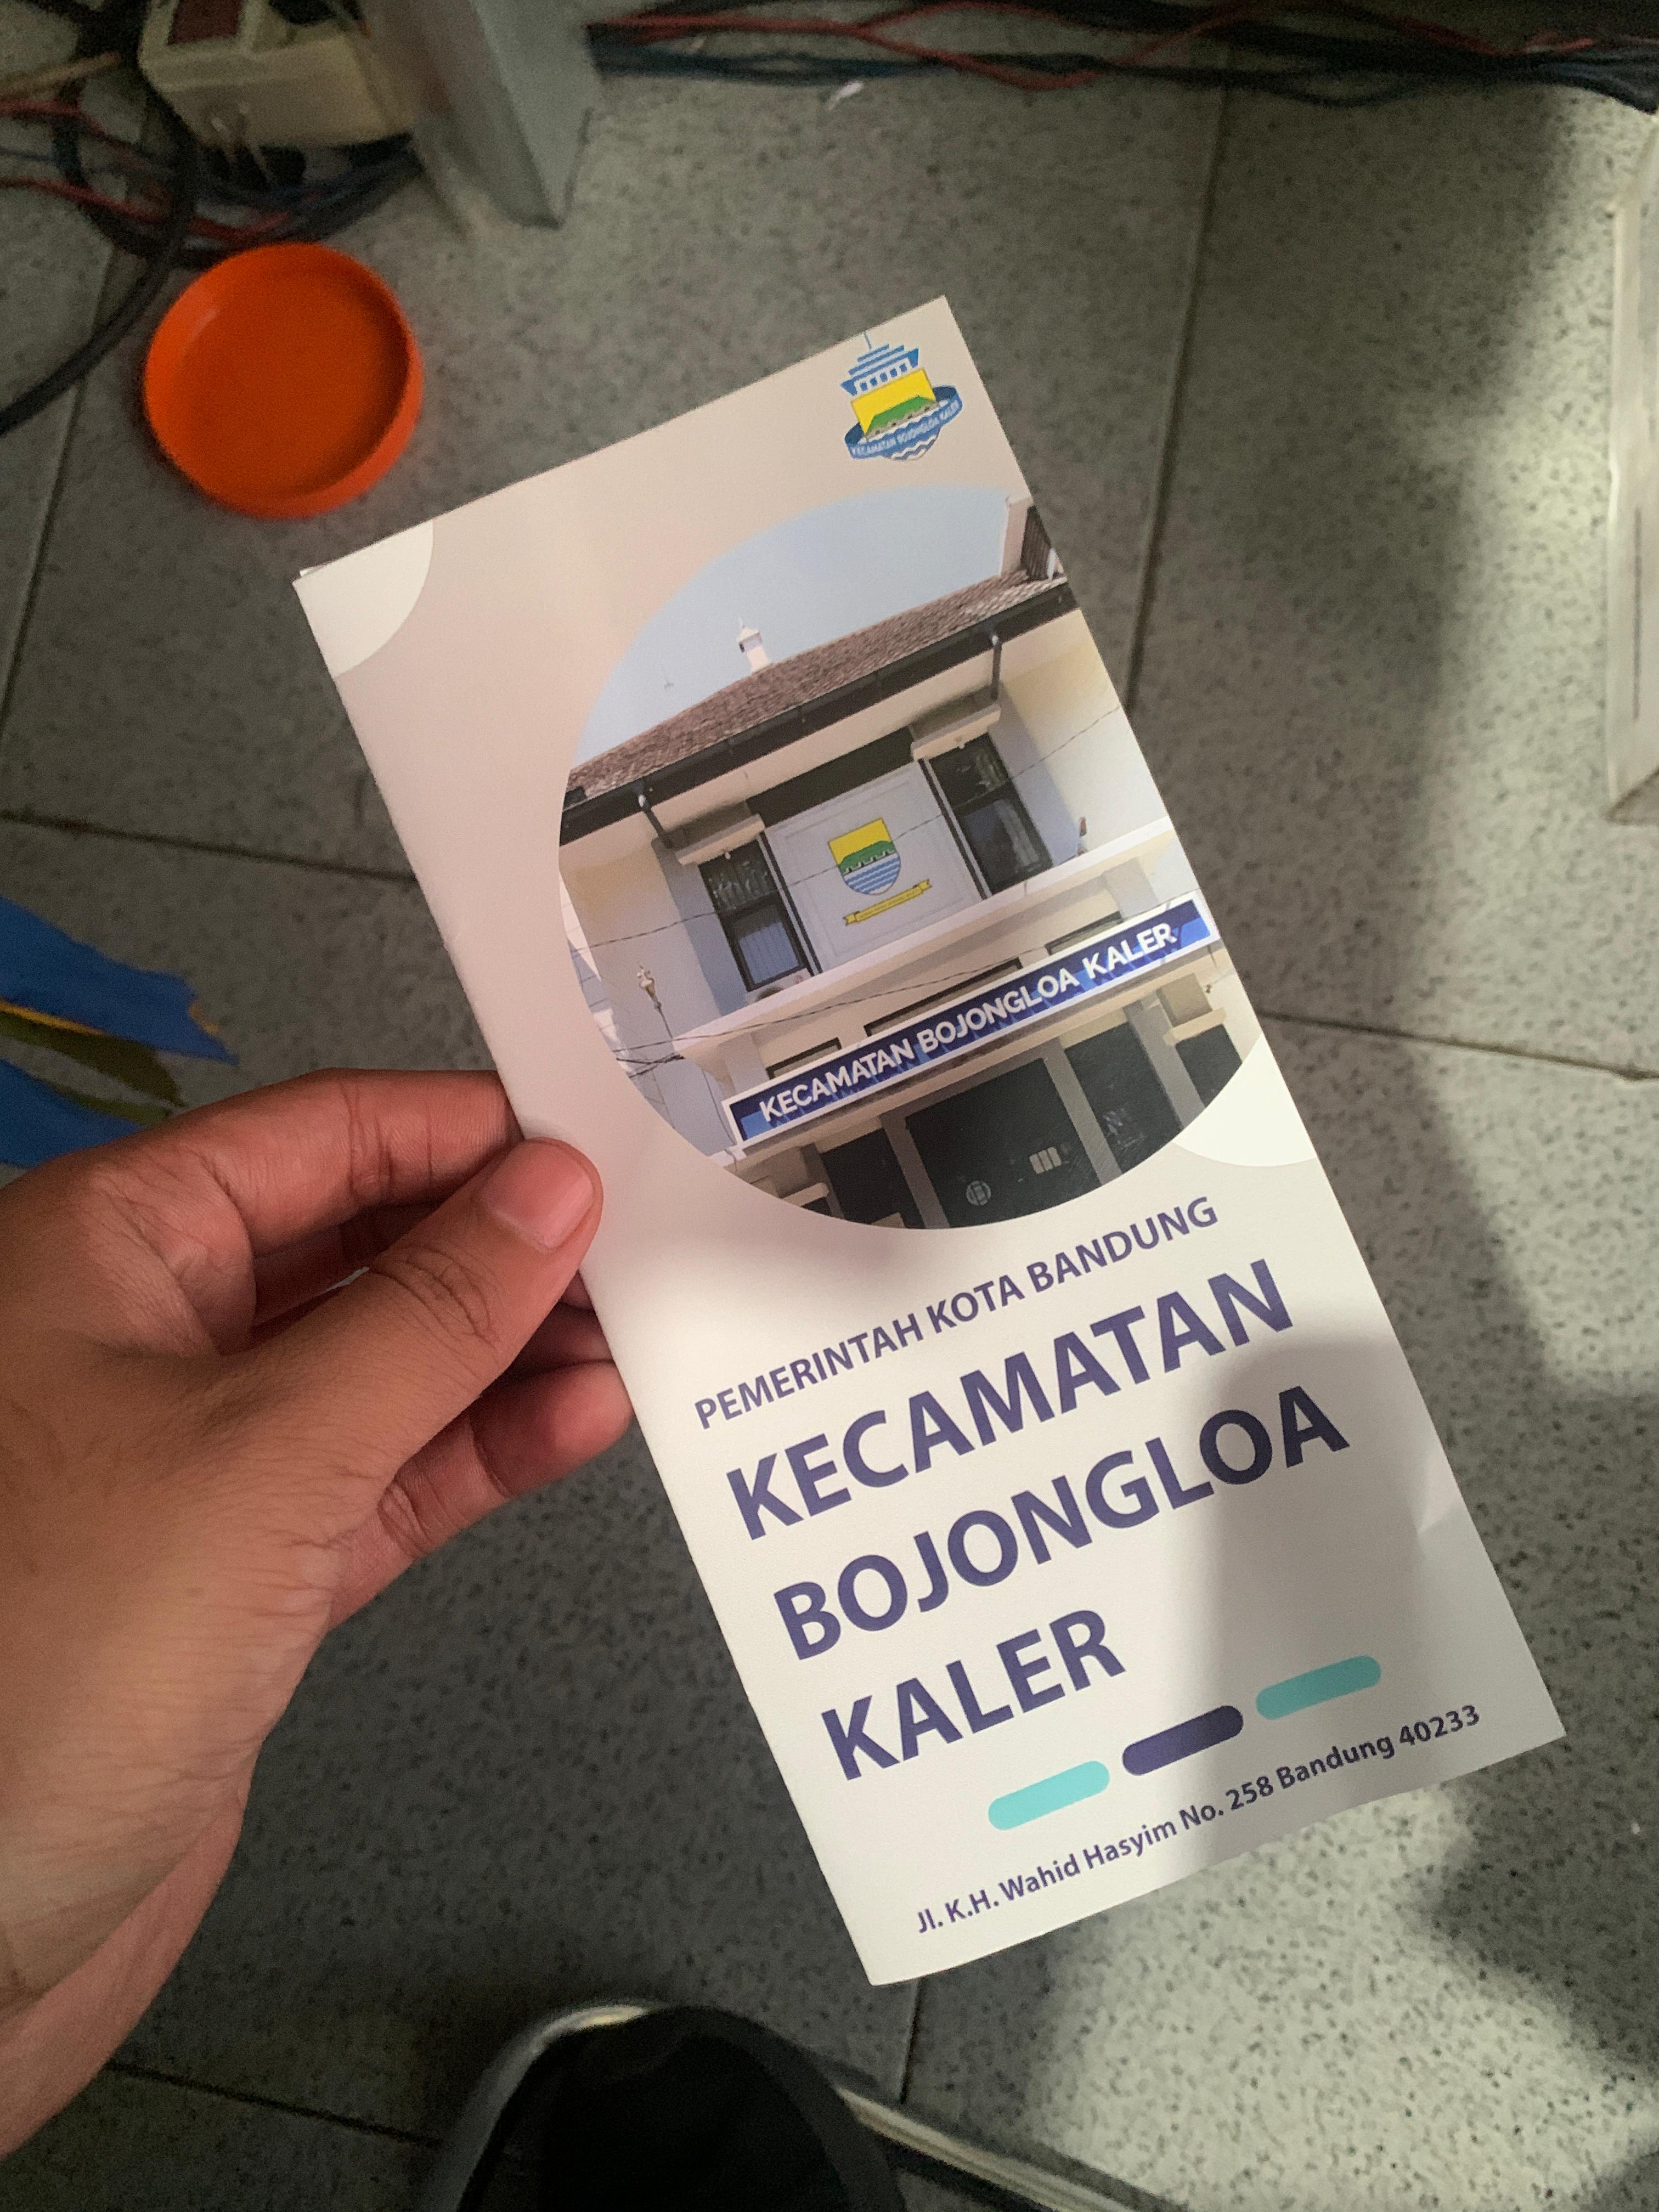 KECAMATAN BOJONGLOA KALER
KECAMATAN BOJONGLOA KALER
PEMERINTAH KOTA BANDUNG
KECAMATAN
BOJONGLOA
KALER
Jl. K.H. Wahid Hasyim No. 258 Bandung 40233